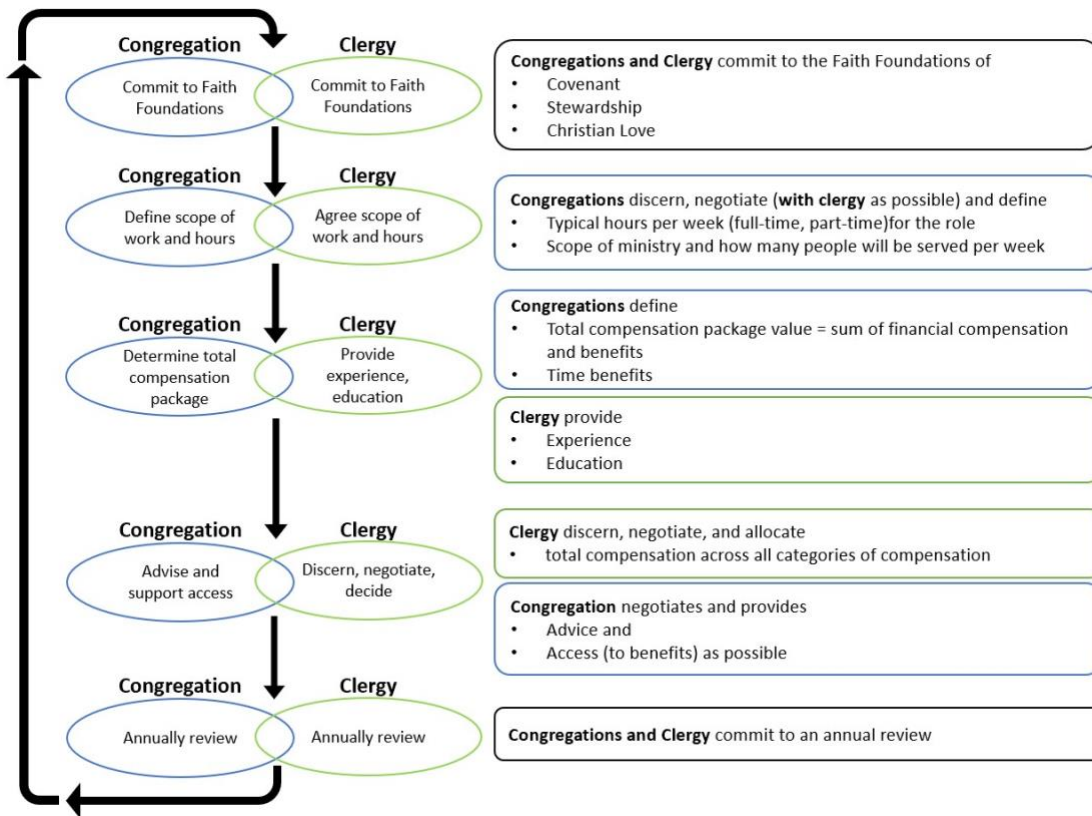 Congregation
Clergy
Commit to Faith
Foundations
Commit to Faith
Foundations
Congregations and Clergy commit to the Faith Foundations of
• Covenant
• Stewardship
• Christian Love
Congregation
Clergy
Define scope of
work and hours
Agree scope of
work and hours
Congregations discern, negotiate (with clergy as possible) and define
• Typical hours per week (full-time, part-time)for the role
• Scope of ministry and how many people will be served per week
Congregation
Clergy
Determine total
compensation
package
Provide
experience,
education
Congregations define
• Total compensation package value = sum of financial compensation
and benefits
• Time benefits
Clergy provide
• Experience
• Education
Congregation
Clergy
Advise and
support access
Discern, negotiate,
decide
Clergy discern, negotiate, and allocate
• total compensation across all categories of compensation
Congregation negotiates and provides
• Advice and
• Access (to benefits) as possible
Congregation
Clergy
Annually review
Annually review
Congregations and Clergy commit to an annual review